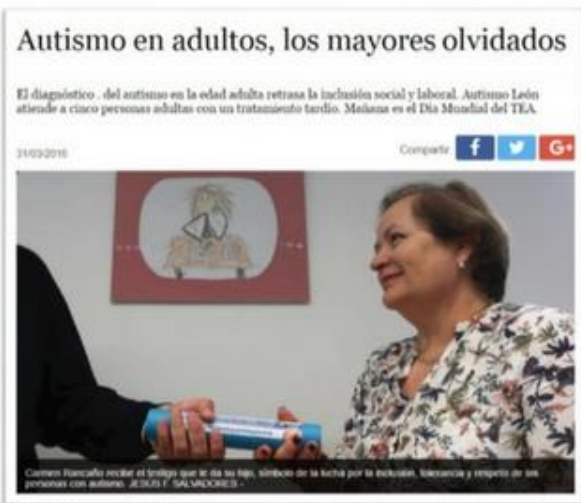 Autismo en adultos, los mayores olvidados
El diagnóstico . del autismo en la edad adulta retrasa la inclusión social y laboral. Autismo León
atiende a cinco personas adultas con un tratamiento tardío. Mañana es el Día Mundial del TEA.
31/03/2016
Compartir f G+
Carmen Rancaño recibe el testigo que le da su hijo, símbolo de la lucha por la inclusión, tolerancia y respeto de las
personas con autismo. JESÚS F. SALVADORES -